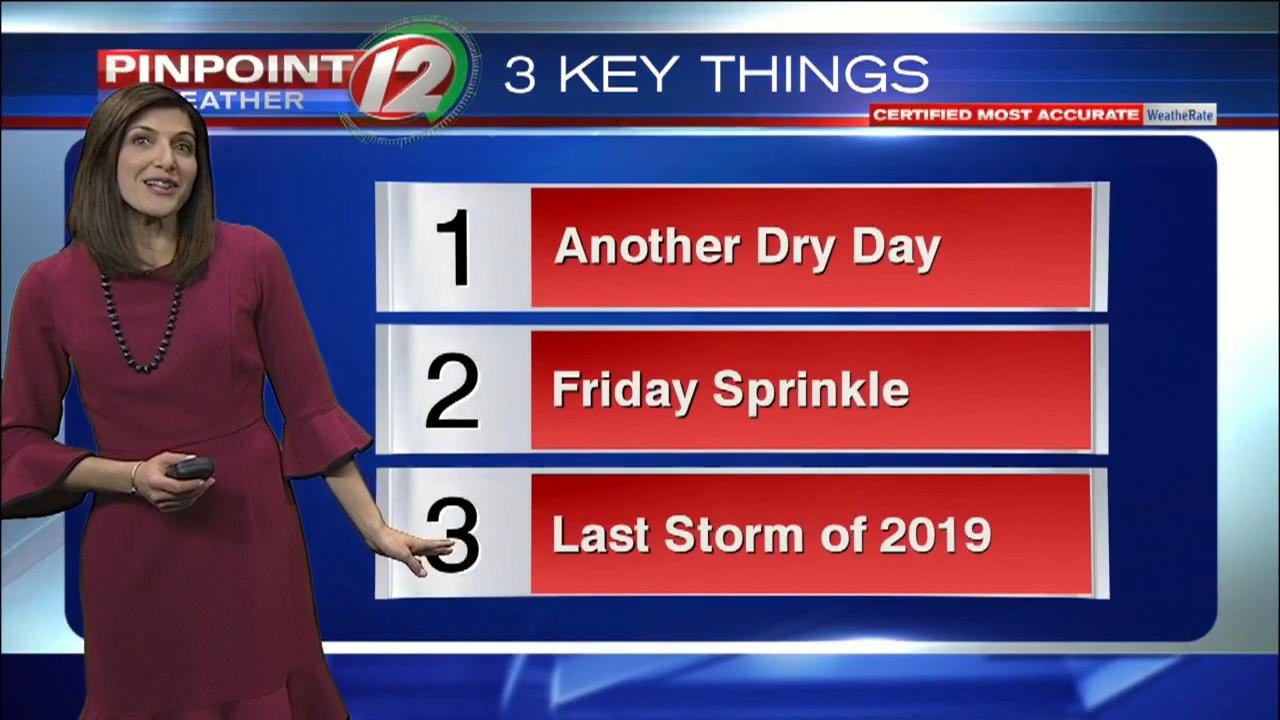 PINPOINT 12
EATHER
3 KEY THINGS
CERTIFIED MOST ACCURATE WeatheRate
1 Another Dry Day
2 Friday Sprinkle
3 Last Storm of 2019